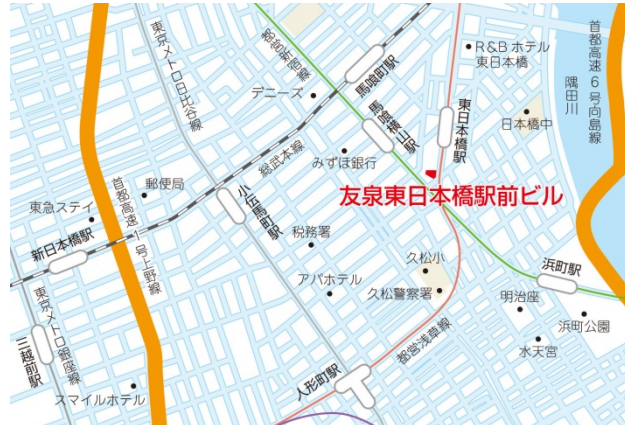 首都高速6号向島線
隅田川
R&Bホテル
東日本橋
都営新宿線
馬喰町駅
デニーズ
東京メトロ日比谷線
馬喰横山駅
東日本橋駅
日本橋中
みずほ銀行
総武本線
友泉東日本橋駅前ビル
郵便局
小伝馬町駅
東急ステイ
首都高速1号上野線
新日本橋駅
税務署
久松小
浜町駅
アパホテル
久松警察署
明治座
浜町公園
東京メトロ銀座線
三越前駅
都営浅草線
水天宮
人形町駅
スマイルホテル